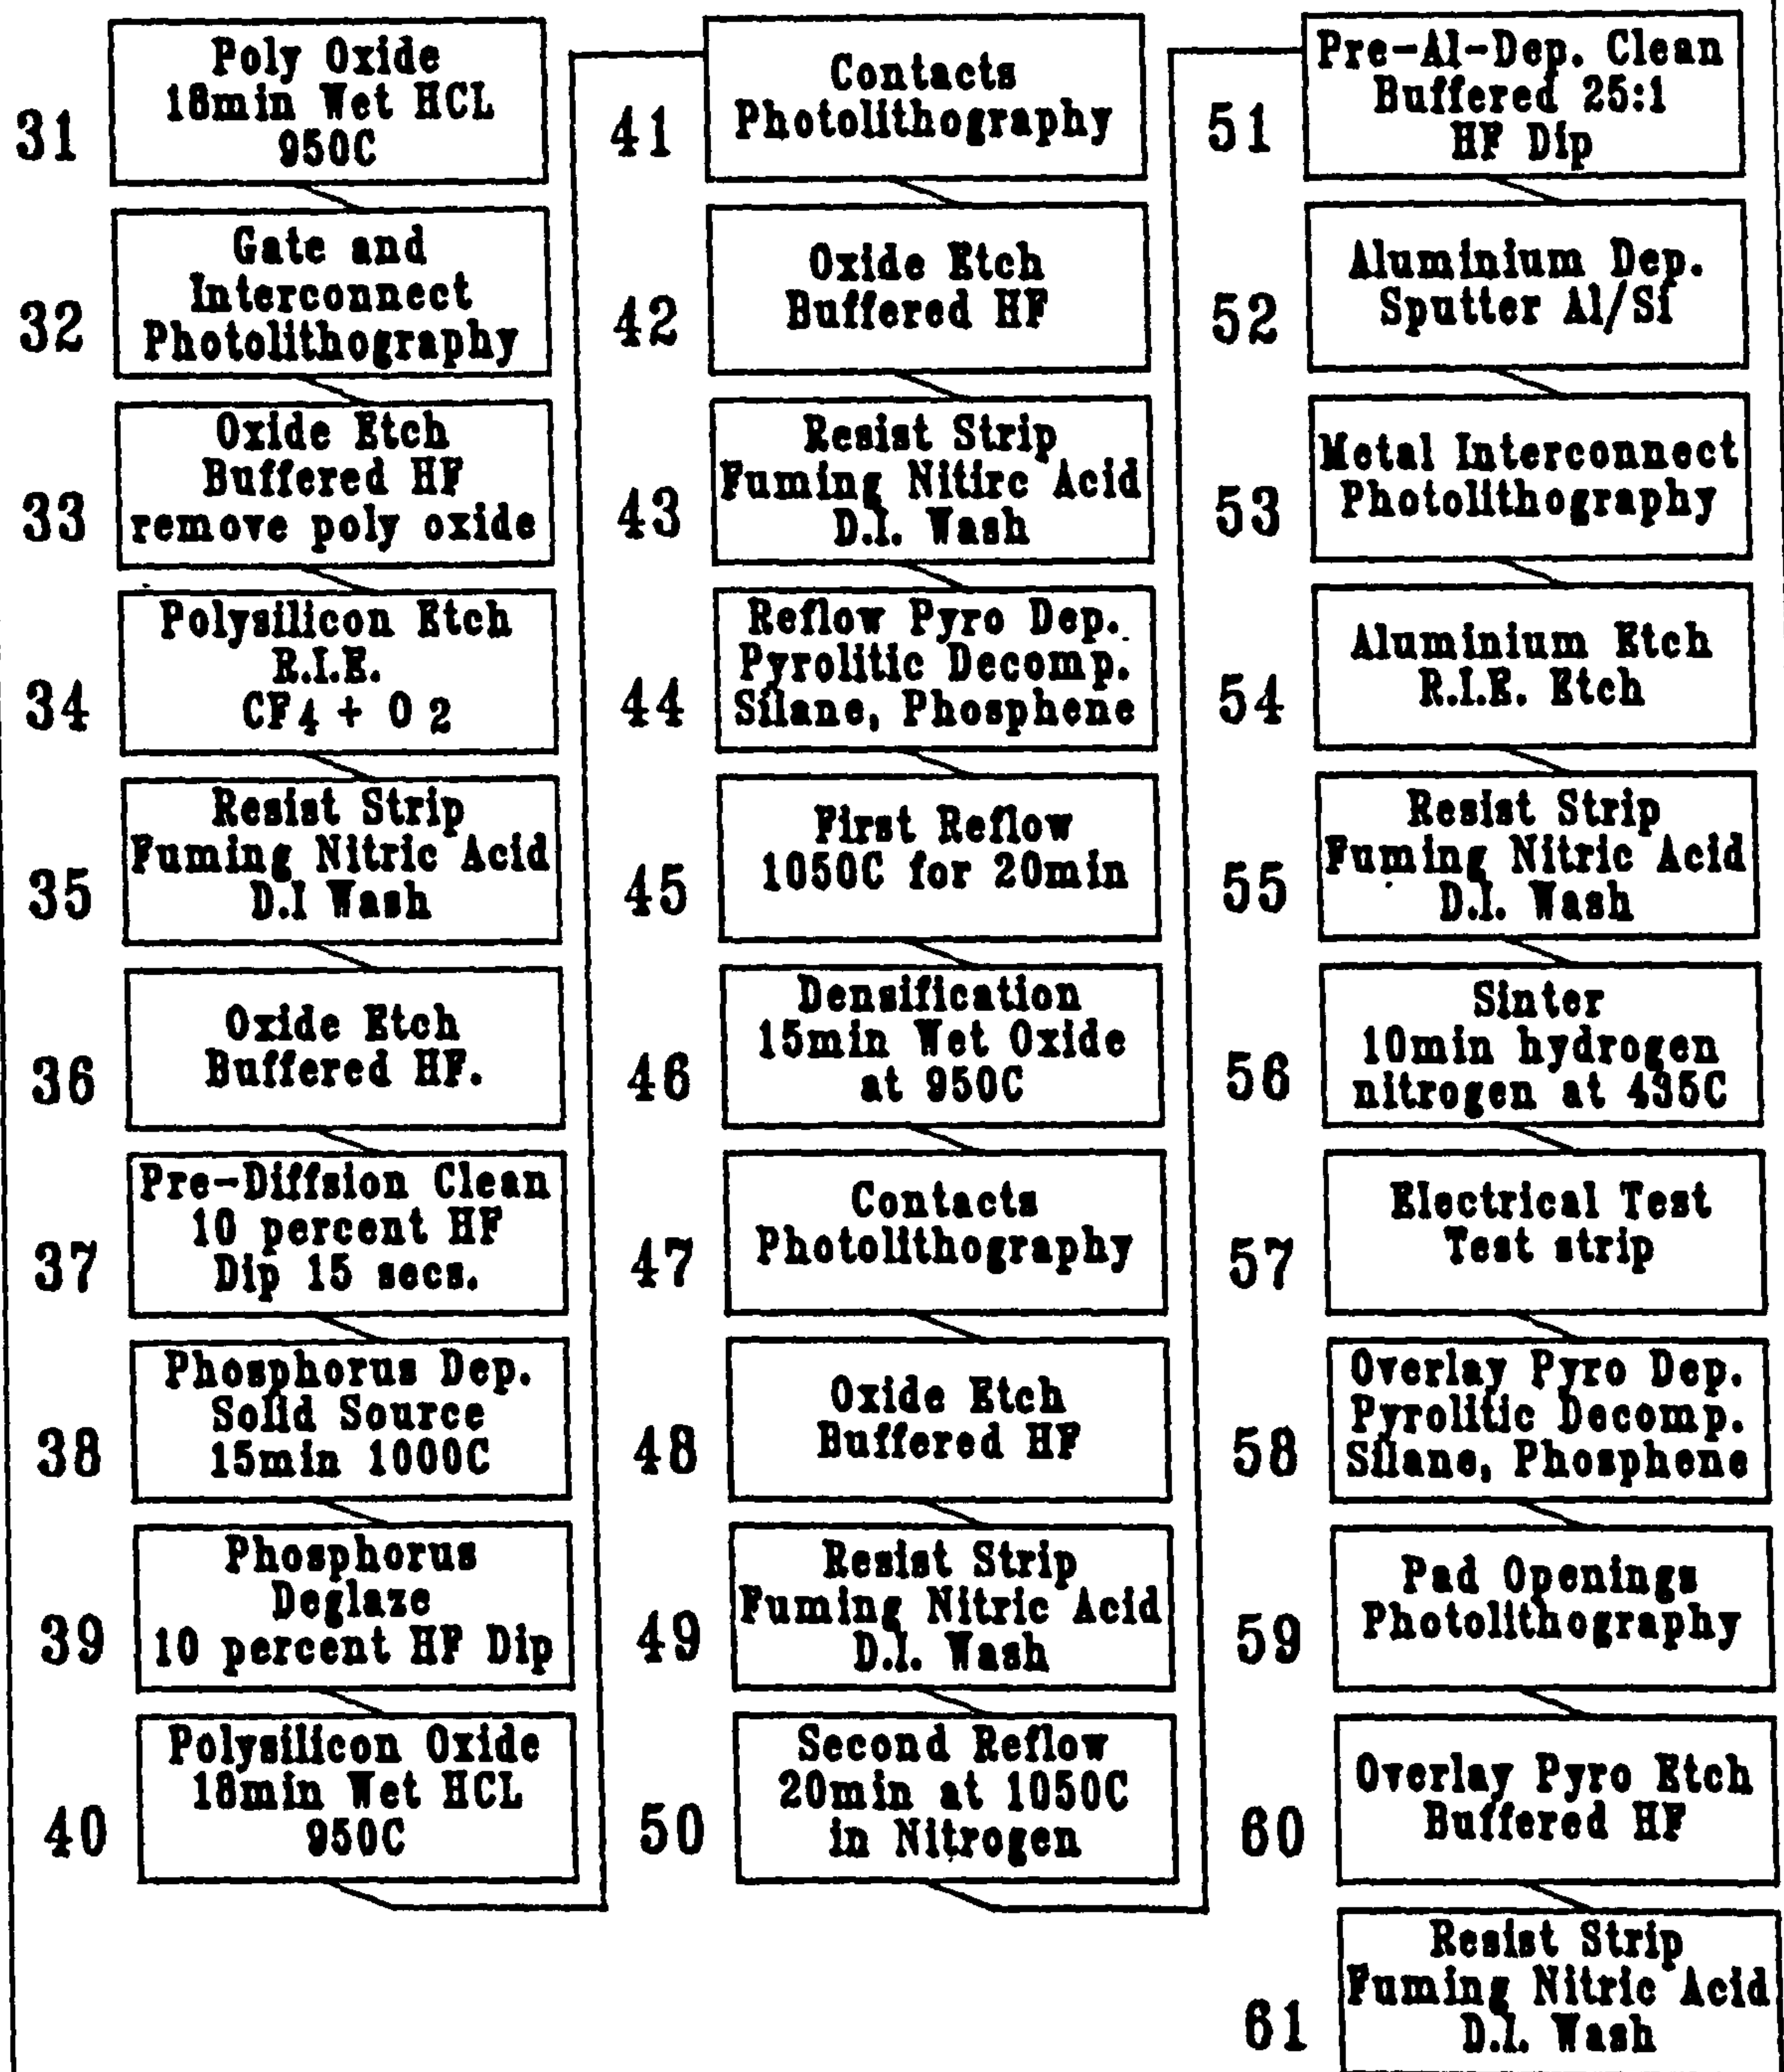 31
Poly Oxide
18min Wet HCL
950C
32
Gate and
Interconnect
Photolithography
33
Oxide Etch
Buffered HF
remove poly oxide
34
Polysilicon Etch
R.I.E.
CF4 + O 2
35
Resist Strip
Fuming Nitric Acid
D.I Wash
36
Oxide Etch
Buffered HF.
37
Pre-Diffsion Clean
10 percent HF
Dip 15 secs.
38
Phosphorus Dep.
Solid Source
15min 1000C
39
Phosphorus
Deglaze
10 percent HF Dip
40
Polysilicon Oxide
18min Wet HCL
950C
41
Contacts
Photolithography
42
Oxide Etch
Buffered HF
43
Resist Strip
Fuming Nitirc Acid
D.I. Wash
44
Reflow Pyro Dep.
Pyrolitic Decomp.
Silane, Phosphene
45
First Reflow
1050C for 20min
46
Densification
15min Wet Oxide
at 950C
47
Contacts
Photolithography
48
Oxide Etch
Buffered HF
49
Resist Strip
Fuming Nitric Acid
D.I. Wash
50
Second Reflow
20min at 1050C
in Nitrogen
51
Pre-Al-Dep. Clean
Buffered 25:1
HF Dip
52
Aluminium Dep.
Sputter Al/Si
53
Metal Interconnect
Photolithography
54
Aluminium Etch
R.I.E. Etch
55
Resist Strip
Fuming Nitric Acid
D.I. Wash
56
Sinter
10min hydrogen
nitrogen at 435C
57
Electrical Test
Test strip
58
Overlay Pyro Dep.
Pyrolitic Decomp.
Silane, Phosphene
59
Pad Openings
Photolithography
60
Overlay Pyro Etch
Buffered HF
61
Resist Strip
Fuming Nitric Acid
D.I. Wash